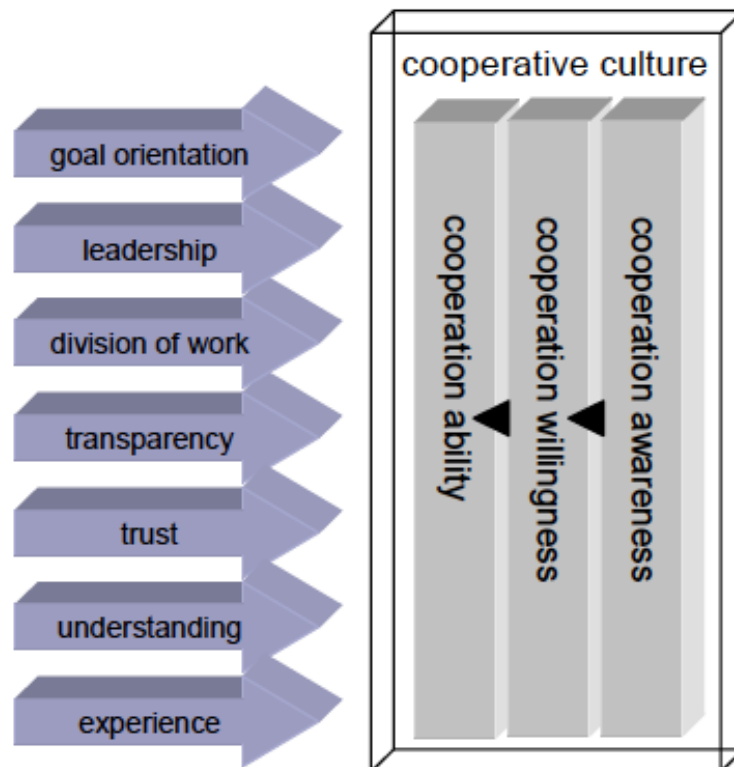 cooperative culture
goal orientation
leadership
division of work
transparency
trust
understanding
experience
cooperation ability
cooperation willingness
cooperation awareness